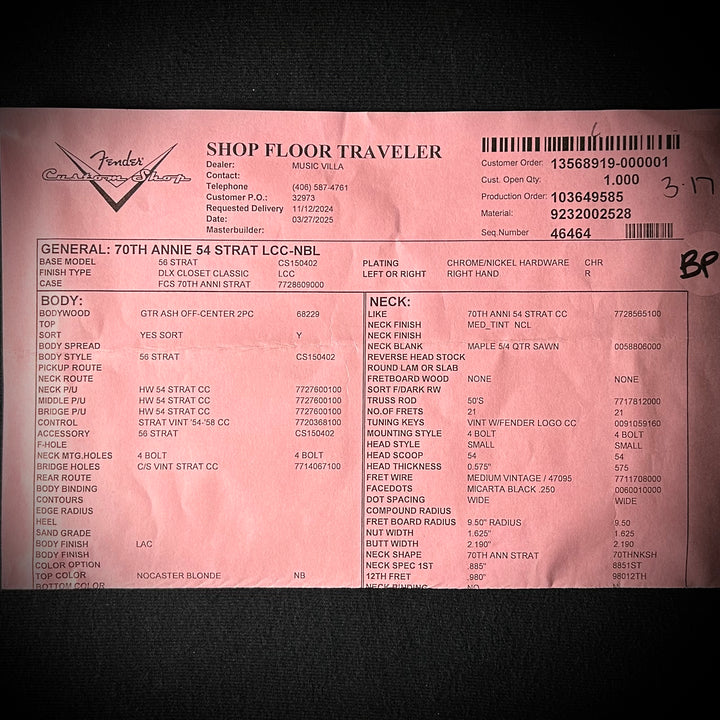 Fender
Custom Shop
SHOP FLOOR TRAVELER
Dealer: MUSIC VILLA
Contact:
Telephone (406) 587-4761
Customer P.O.: 32973
Requested Delivery 11/12/2024
Date: 03/27/2025
Masterbuilder:
Customer Order: 13568919-000001
Cust. Open Qty: 1.000
Production Order: 103649585
Material: 9232002528
Seq.Number 46464
3-17
BP
GENERAL: 70TH ANNIE 54 STRAT LCC-NBL
BASE MODEL 56 STRAT CS150402 PLATING CHROME/NICKEL HARDWARE CHR
FINISH TYPE DLX CLOSET CLASSIC LCC LEFT OR RIGHT RIGHT HAND R
CASE FCS 70TH ANNI STRAT 7728609000
BODY:
BODYWOOD GTR ASH OFF-CENTER 2PC 68229
TOP
SORT YES SORT Y
BODY SPREAD
BODY STYLE 56 STRAT CS150402
PICKUP ROUTE
NECK ROUTE
NECK P/U HW 54 STRAT CC 7727600100
MIDDLE P/U HW 54 STRAT CC 7727600100
BRIDGE P/U HW 54 STRAT CC 7727600100
CONTROL STRAT VINT '54-'58 CC 7720368100
ACCESSORY 56 STRAT CS150402
F-HOLE
NECK MTG.HOLES 4 BOLT 4 BOLT
BRIDGE HOLES C/S VINT STRAT CC 7714067100
REAR ROUTE
BODY BINDING
CONTOURS
EDGE RADIUS
HEEL
SAND GRADE
BODY FINISH LAC
BODY FINISH
COLOR OPTION
TOP COLOR NOCASTER BLONDE NB
BOTTOM COLOR
NECK:
LIKE 70TH ANNI 54 STRAT CC 7728565100
NECK FINISH MED_TINT NCL
NECK FINISH
NECK BLANK MAPLE 5/4 QTR SAWN 0058806000
REVERSE HEAD STOCK
ROUND LAM OR SLAB
FRETBOARD WOOD NONE NONE
SORT F/DARK RW
TRUSS ROD 50'S 7717812000
NO.OF FRETS 21 21
TUNING KEYS VINT W/FENDER LOGO CC 0091059160
MOUNTING STYLE 4 BOLT 4 BOLT
HEAD STYLE SMALL SMALL
HEAD SCOOP 54 54
HEAD THICKNESS 0.575" 575
FRET WIRE MEDIUM VINTAGE / 47095 7711708000
FACEDOTS MICARTA BLACK .250 0060010000
DOT SPACING WIDE WIDE
COMPOUND RADIUS
FRET BOARD RADIUS 9.50" RADIUS 9.50
NUT WIDTH 1.625" 1.625
BUTT WIDTH 2.190" 2.190
NECK SHAPE 70TH ANN STRAT 70THNKSH
NECK SPEC 1ST .885" 8851ST
12TH FRET .980" 98012TH
NECK BINDING NO N